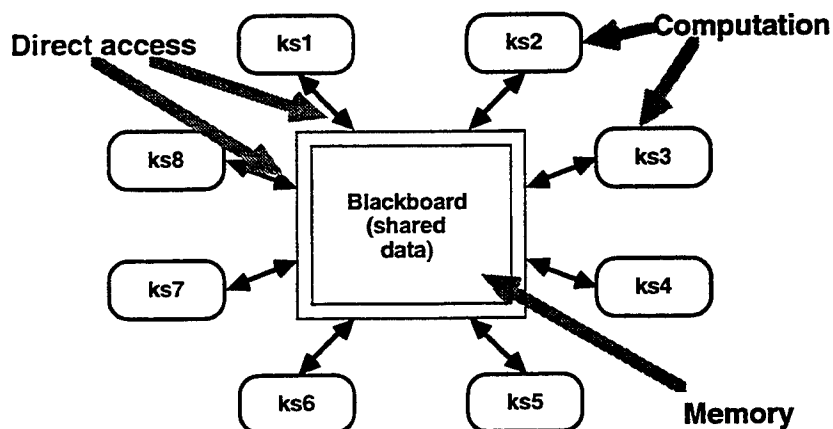 Direct access
ks1
ks2
Computation
ks8
ks3
Blackboard
(shared
data)
ks7
ks4
ks6
ks5
Memory